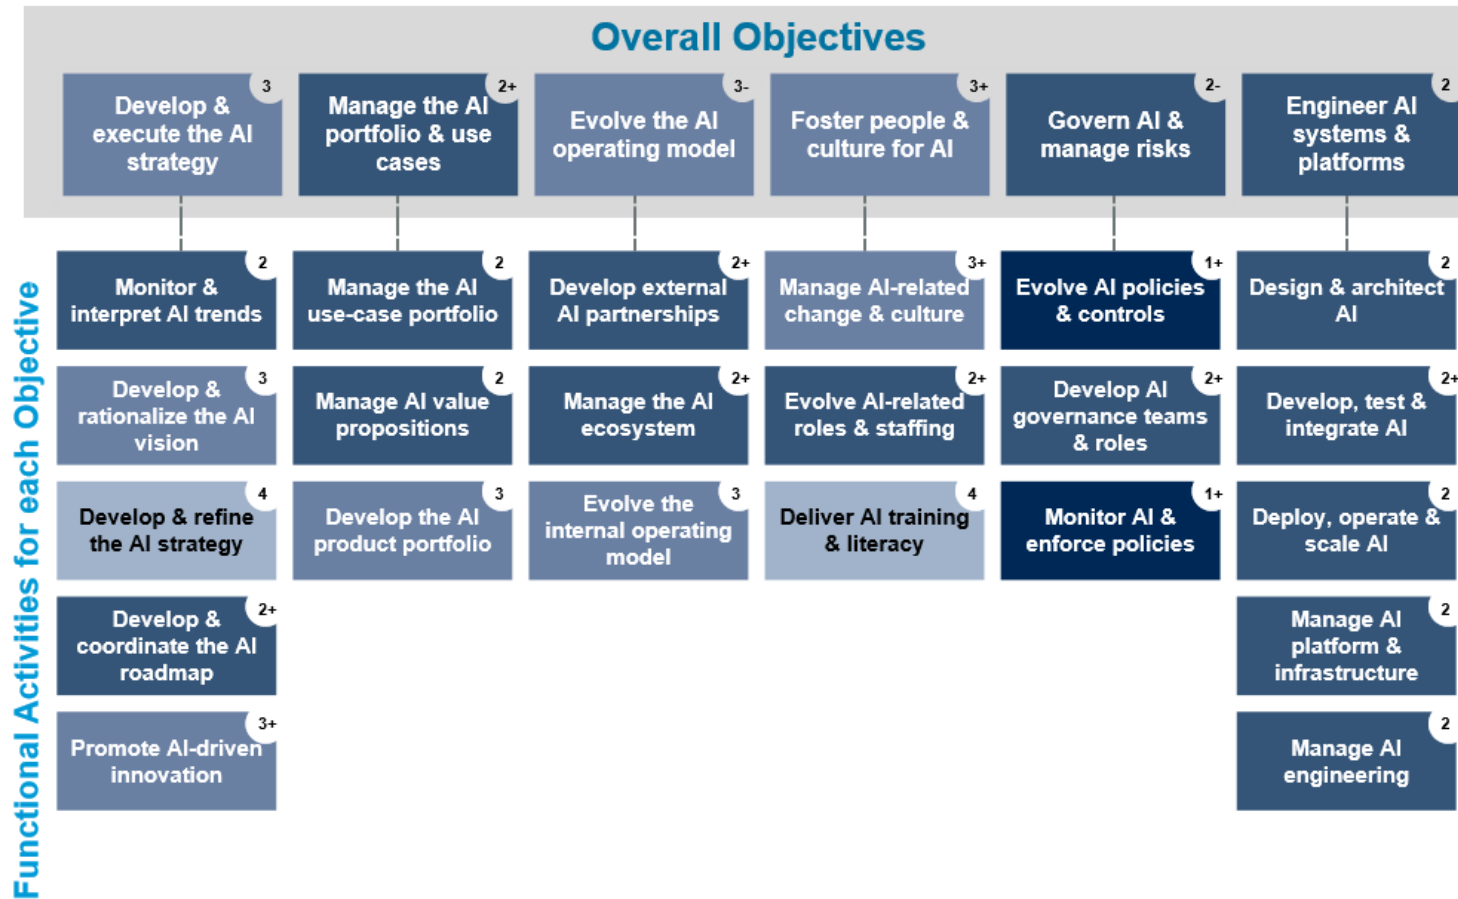 Overall Objectives
3
Develop &
execute the AI
strategy
2+
Manage the AI
portfolio & use
cases
3-
Evolve the AI
operating model
3+
Foster people &
culture for AI
2-
Govern AI &
manage risks
2
Engineer AI
systems &
platforms
Functional Activities for each Objective
2
Monitor &
interpret AI trends
3
Develop &
rationalize the AI
vision
4
Develop & refine
the AI strategy
2+
Develop &
coordinate the AI
roadmap
3+
Promote AI-driven
innovation
2
Manage the AI
use-case portfolio
2
Manage AI value
propositions
3
Develop the AI
product portfolio
2+
Develop external
AI partnerships
2+
Manage the AI
ecosystem
3
Evolve the
internal operating
model
3+
Manage AI-related
change & culture
2+
Evolve AI-related
roles & staffing
4
Deliver AI training
& literacy
1+
Evolve AI policies
& controls
2+
Develop AI
governance teams
& roles
1+
Monitor AI &
enforce policies
2
Design & architect
AI
2+
Develop, test &
integrate AI
2
Deploy, operate &
scale AI
2
Manage AI
platform &
infrastructure
2
Manage AI
engineering